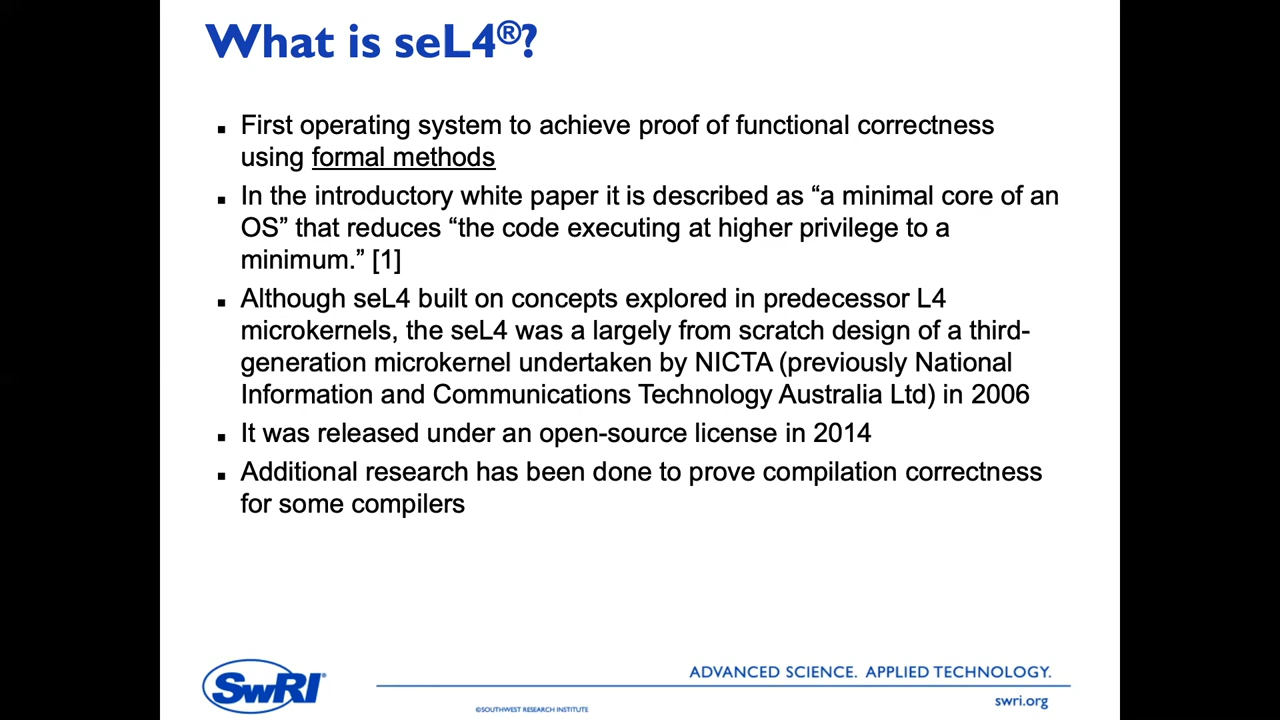 What is seL4®?
▪ First operating system to achieve proof of functional correctness
using formal methods
▪ In the introductory white paper it is described as “a minimal core of an
OS” that reduces “the code executing at higher privilege to a
minimum.” [1]
▪ Although seL4 built on concepts explored in predecessor L4
microkernels, the seL4 was a largely from scratch design of a third-
generation microkernel undertaken by NICTA (previously National
Information and Communications Technology Australia Ltd) in 2006
▪ It was released under an open-source license in 2014
▪ Additional research has been done to prove compilation correctness
for some compilers
ADVANCED SCIENCE. APPLIED TECHNOLOGY.
SwRI®
swri.org
©SOUTHWEST RESEARCH INSTITUTE